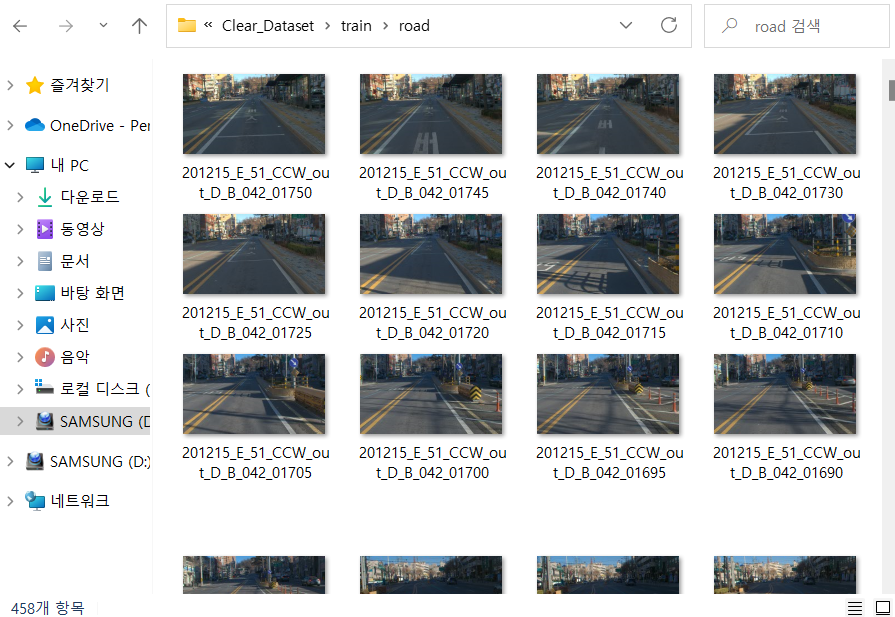 « Clear_Dataset > train > road
road 검색
즐겨찾기
OneDrive - Per
내 PC
다운로드
동영상
문서
바탕 화면
사진
음악
로컬 디스크 (
SAMSUNG (D
SAMSUNG (D:)
네트워크
201215_E_51_CCW_ou
t_D_B_042_01750
201215_E_51_CCW_ou
t_D_B_042_01745
201215_E_51_CCW_ou
t_D_B_042_01740
201215_E_51_CCW_ou
t_D_B_042_01730
201215_E_51_CCW_ou
t_D_B_042_01725
201215_E_51_CCW_ou
t_D_B_042_01720
201215_E_51_CCW_ou
t_D_B_042_01715
201215_E_51_CCW_ou
t_D_B_042_01710
201215_E_51_CCW_ou
t_D_B_042_01705
201215_E_51_CCW_ou
t_D_B_042_01700
201215_E_51_CCW_ou
t_D_B_042_01695
201215_E_51_CCW_ou
t_D_B_042_01690
458개 항목